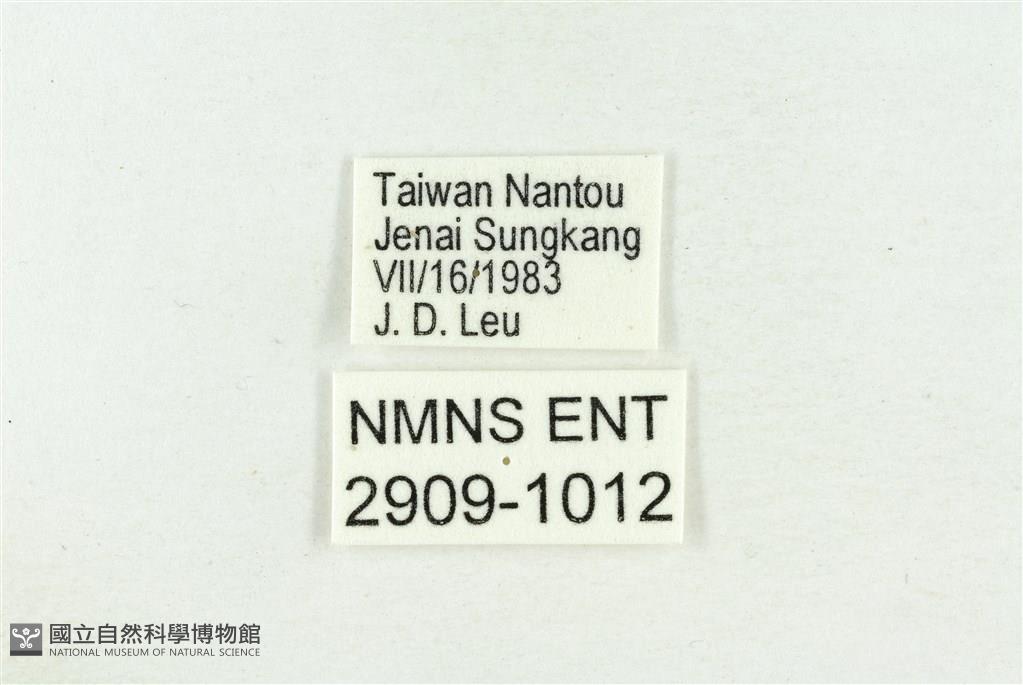 Taiwan Nantou
Jenai Sungkang
VII/16/1983
J. D. Leu
NMNS ENT
2909-1012
國立自然科學博物館
NATIONAL MUSEUM OF NATURAL SCIENCE